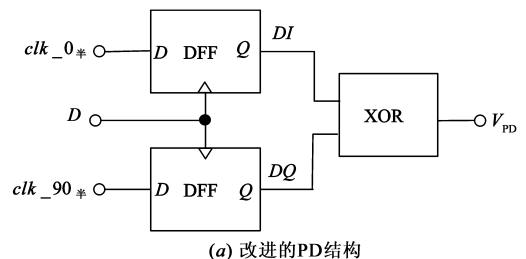 clk_0半 D DFF Q DI
D
XOR V_PD
clk_90半 D DFF Q DQ
(a) 改进的PD结构